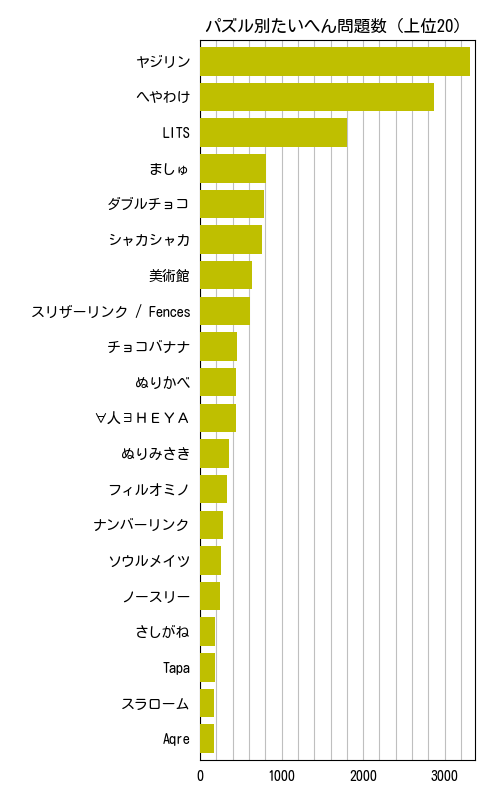 パズル別たいへん問題数 (上位20)
ヤジリン
へやわけ
LITS
ましゅ
ダブルチョコ
シャカシャカ
美術館
スリザーリンク / Fences
チョコバナナ
ぬりかべ
∀人∃ＨＥＹＡ
ぬりみさき
フィルオミノ
ナンバーリンク
ソウルメイツ
ノースリー
さしがね
Tapa
スラローム
Aqre
0 1000 2000 3000